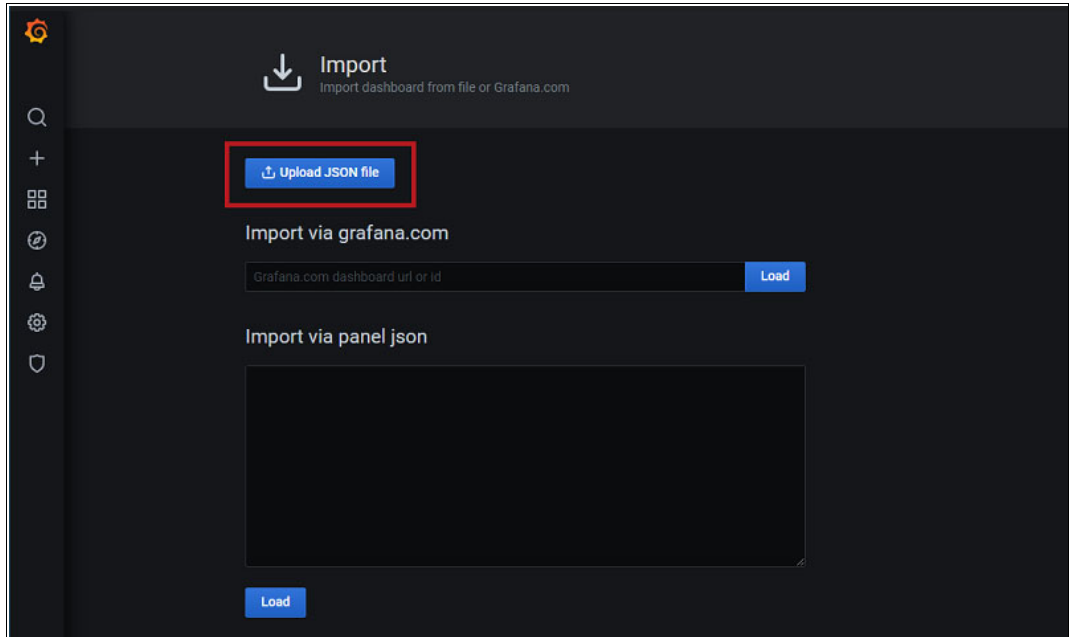 Import
Import dashboard from file or Grafana.com
Upload JSON file
Import via grafana.com
Grafana.com dashboard url or id
Load
Import via panel json
Load